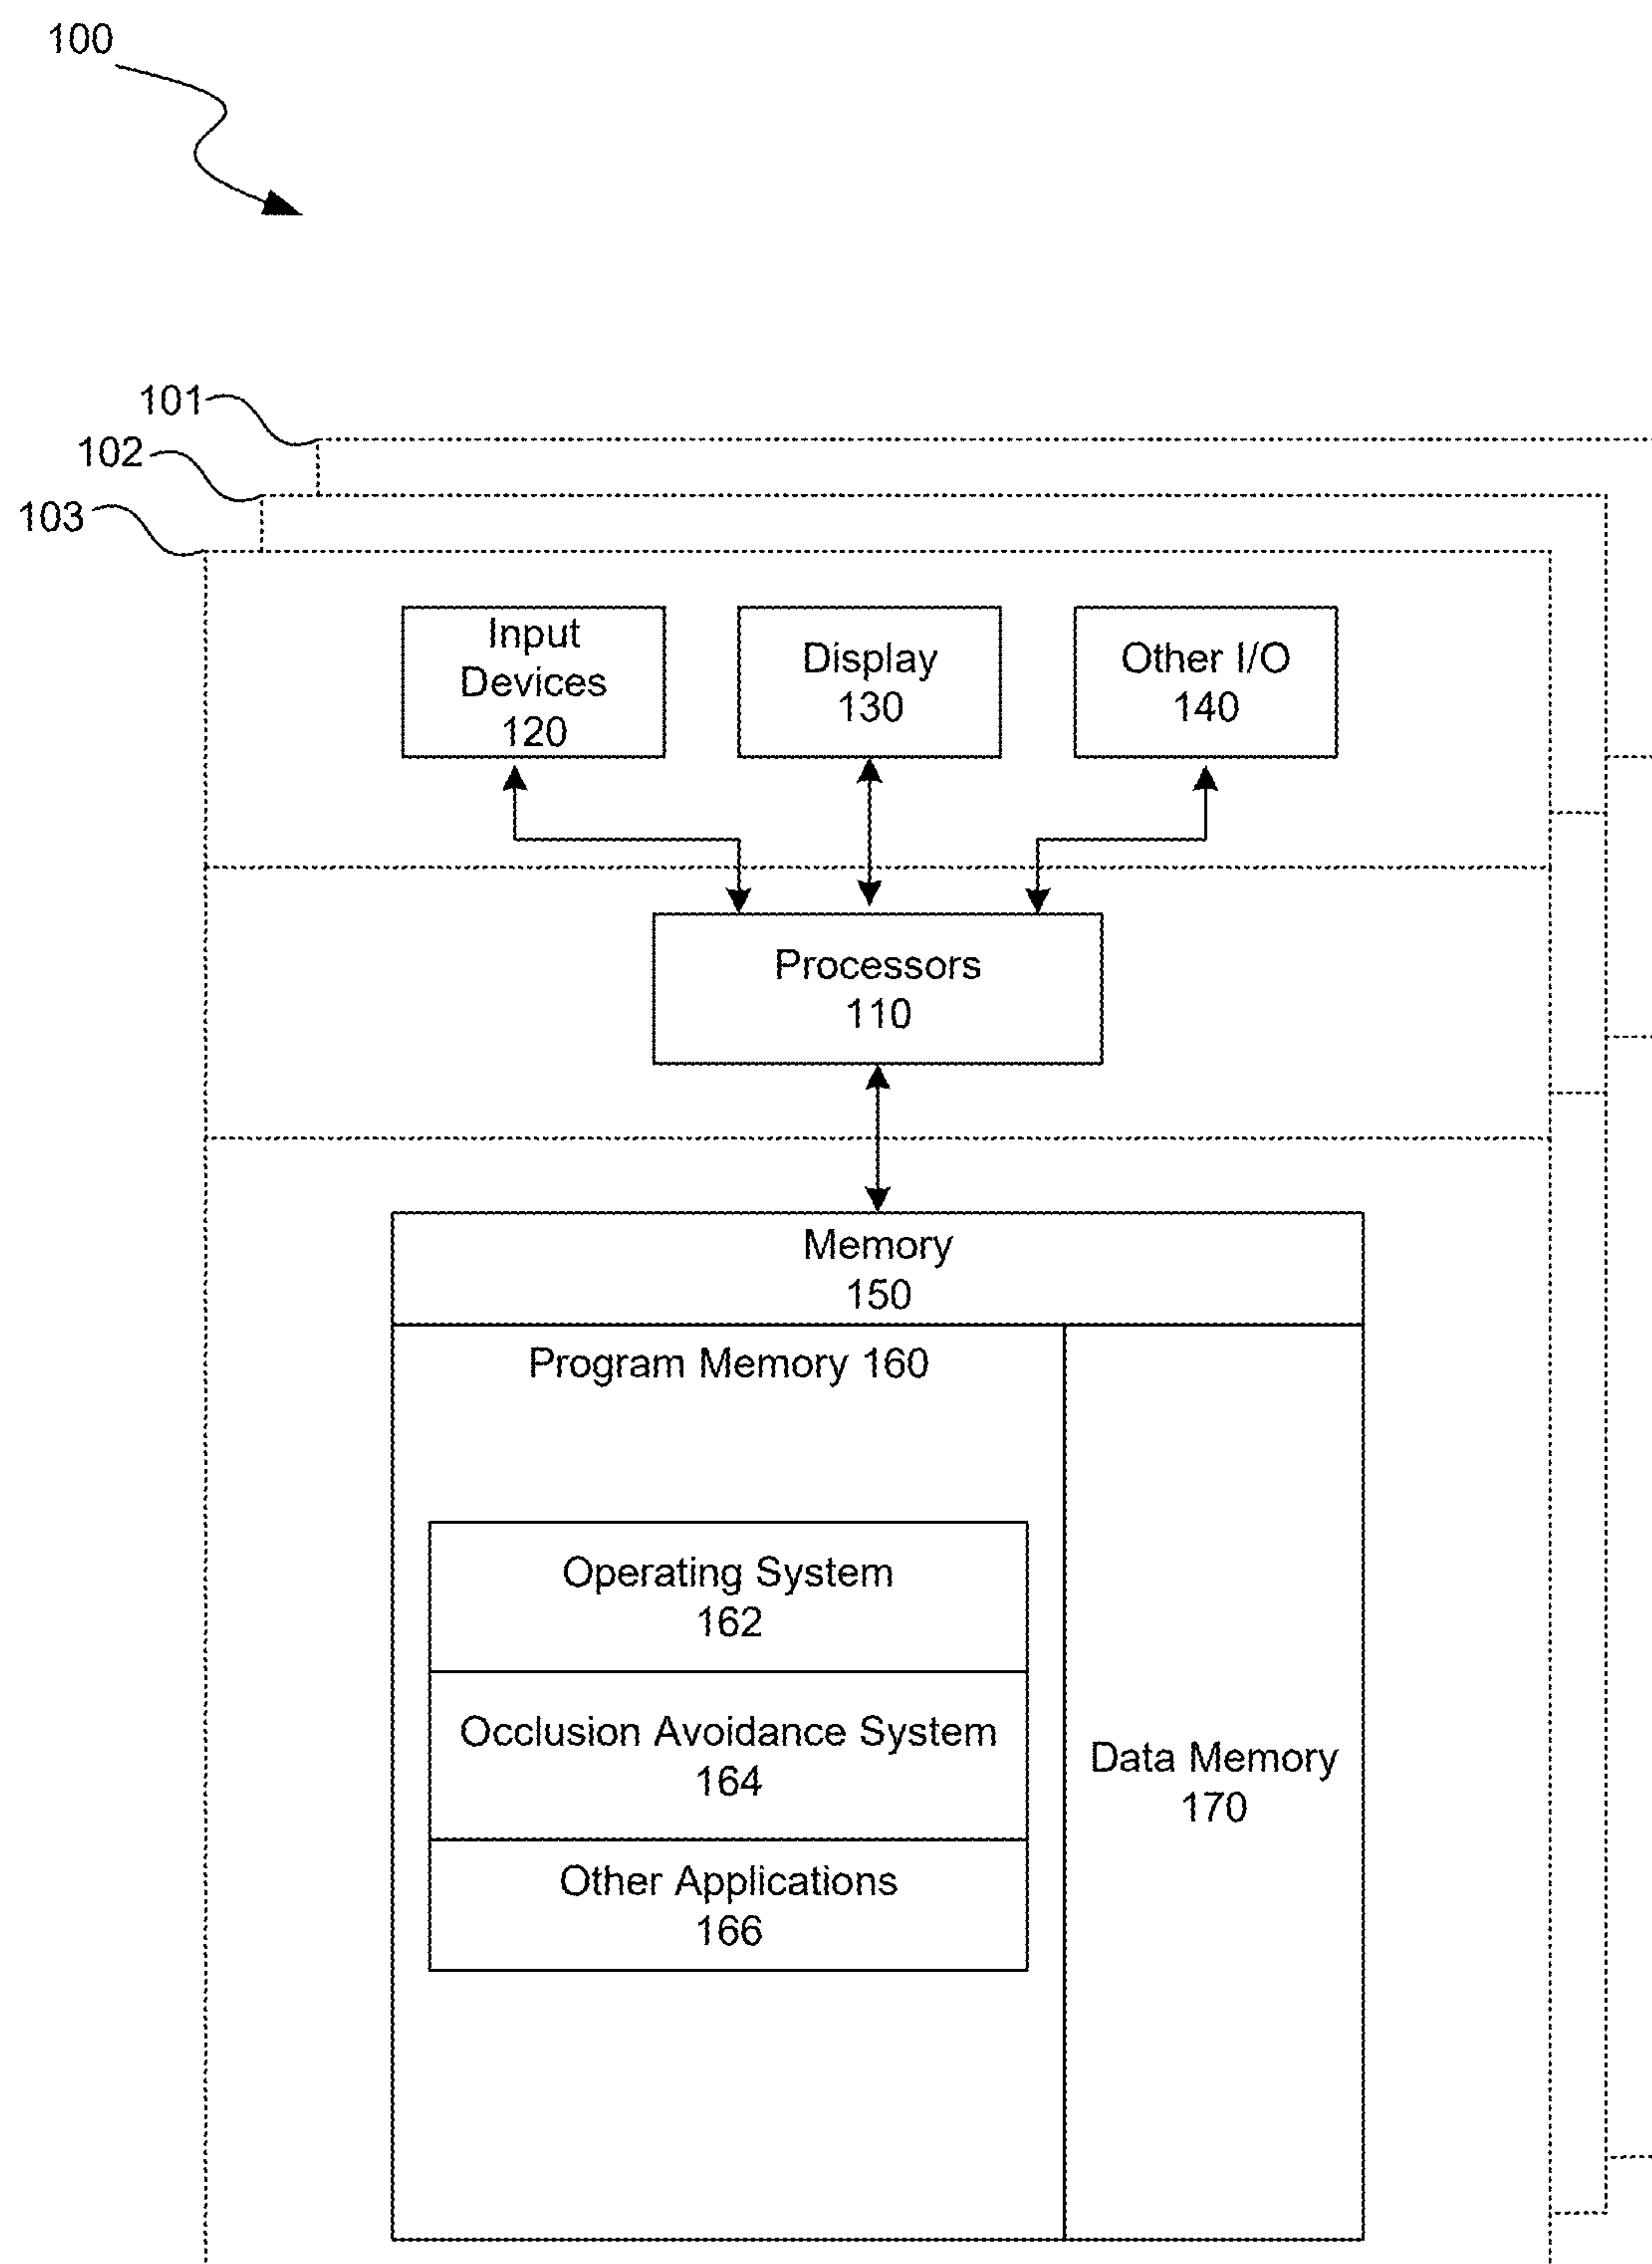 100
101
102
103
Input
Devices
120
Display
130
Other I/O
140
Processors
110
Memory
150
Program Memory 160
Operating System
162
Occlusion Avoidance System
164
Other Applications
166
Data Memory
170